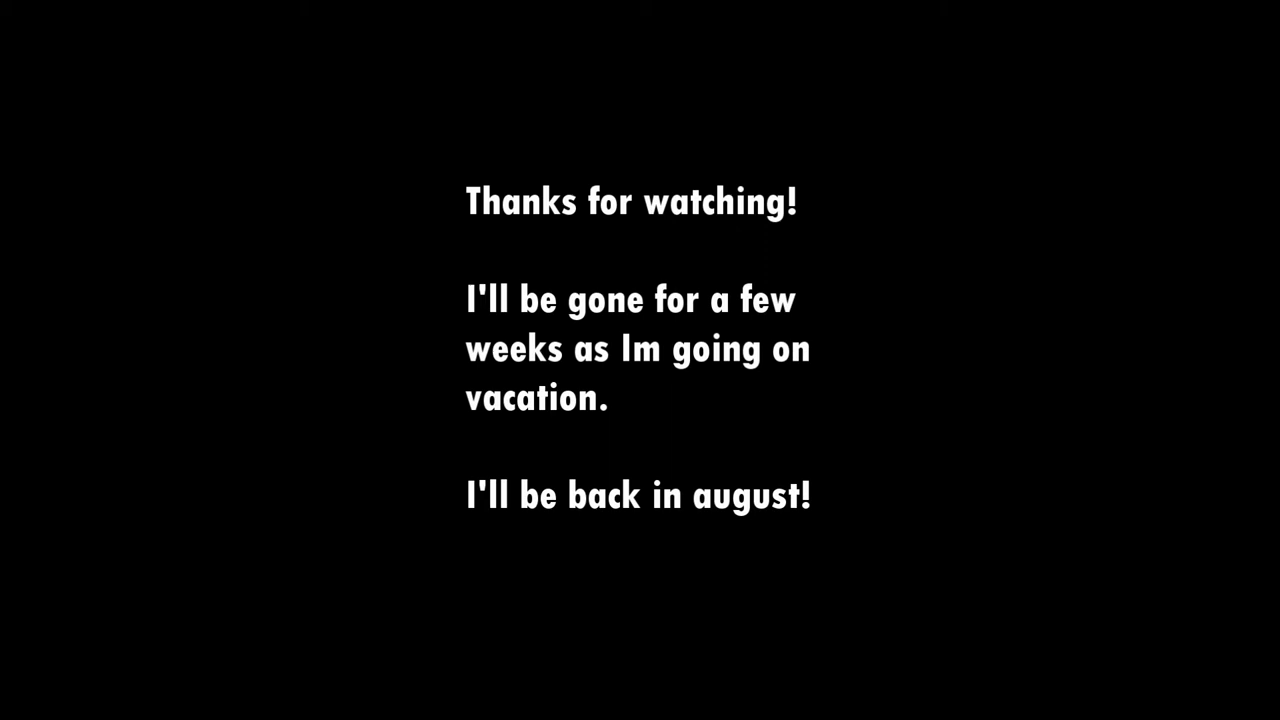 Thanks for watching!
I'll be gone for a few
weeks as Im going on
vacation.
I'll be back in august!